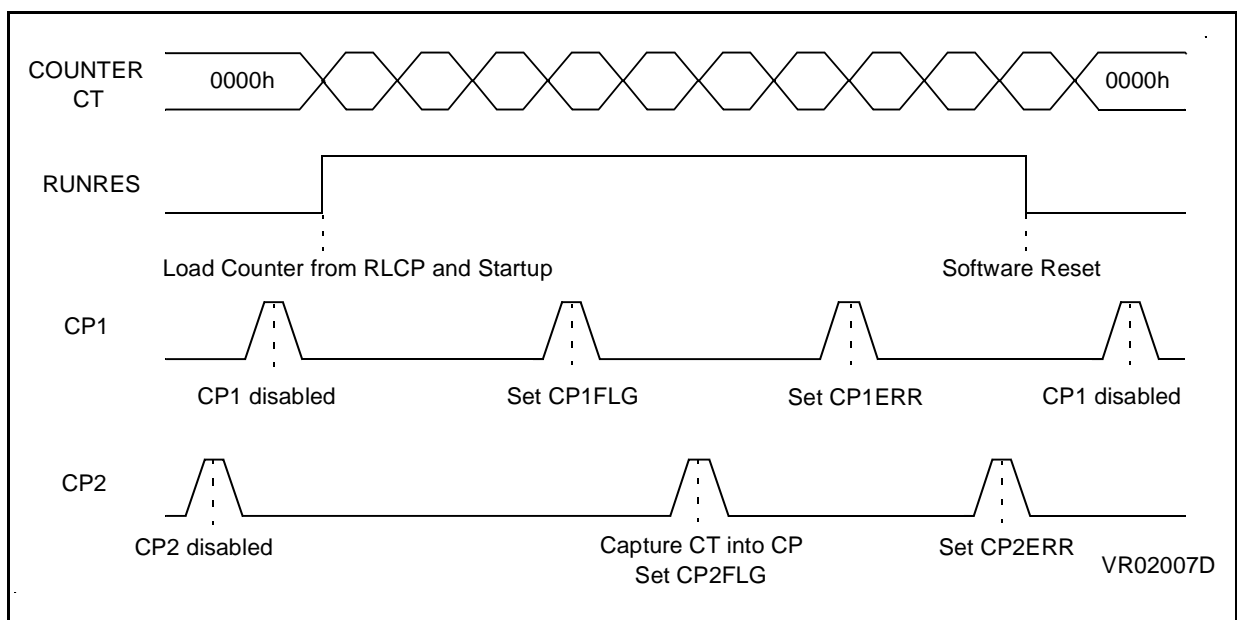 COUNTER
CT
0000h
0000h
RUNRES
Load Counter from RLCP and Startup
Software Reset
CP1
CP1 disabled
Set CP1FLG
Set CP1ERR
CP1 disabled
CP2
CP2 disabled
Capture CT into CP
Set CP2FLG
Set CP2ERR
VR02007D